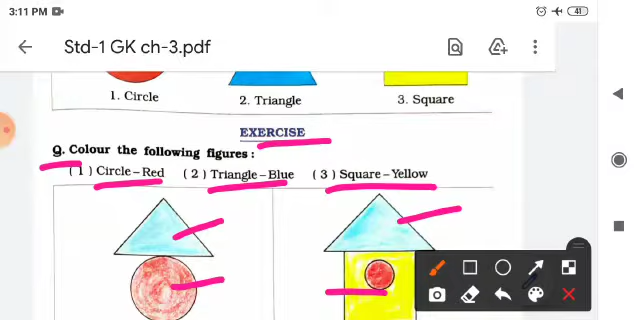 3:11 PM
41
Std-1 GK ch-3.pdf
1. Circle
2. Triangle
3. Square
EXERCISE
Q. Colour the following figures :
( 1 ) Circle – Red ( 2 ) Triangle – Blue ( 3 ) Square – Yellow